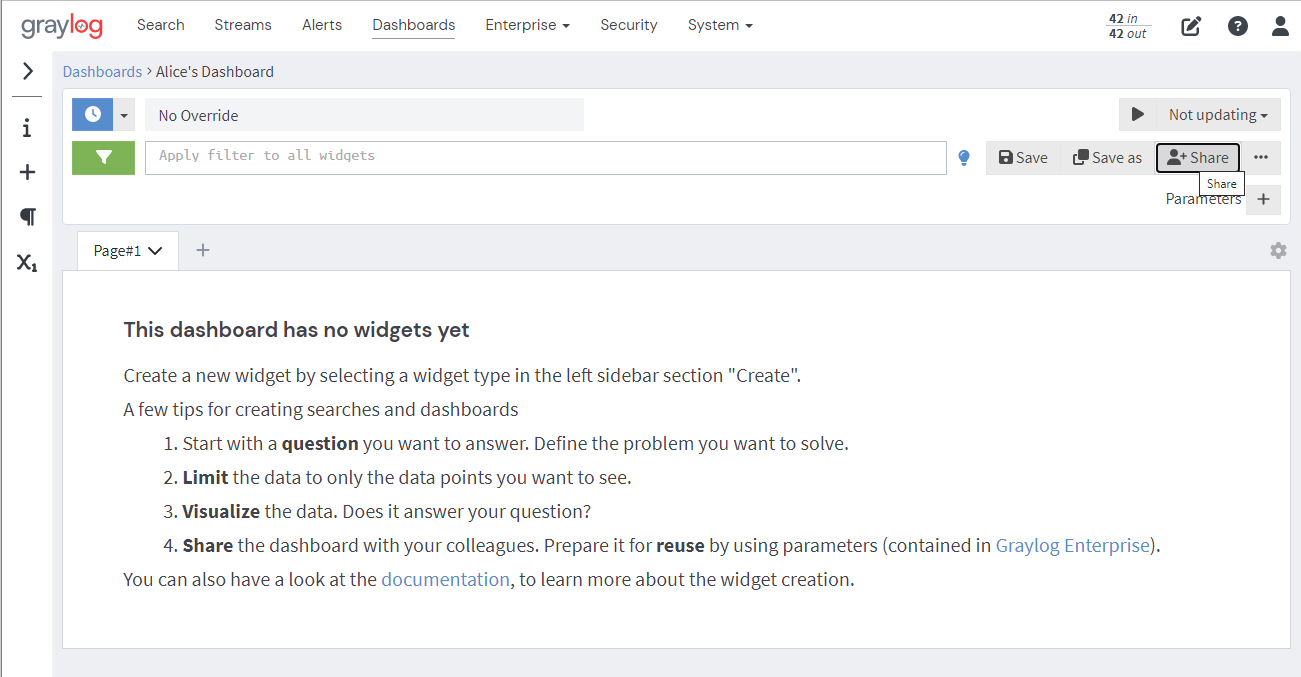 graylog Search Streams Alerts Dashboards Enterprise Security System 42 in
42 out
Dashboards › Alice's Dashboard
No Override Not updating
Apply filter to all widgets Save Save as Share
Share
Parameters
Page#1
This dashboard has no widgets yet
Create a new widget by selecting a widget type in the left sidebar section "Create".
A few tips for creating searches and dashboards
1. Start with a question you want to answer. Define the problem you want to solve.
2. Limit the data to only the data points you want to see.
3. Visualize the data. Does it answer your question?
4. Share the dashboard with your colleagues. Prepare it for reuse by using parameters (contained in Graylog Enterprise).
You can also have a look at the documentation, to learn more about the widget creation.
X₁